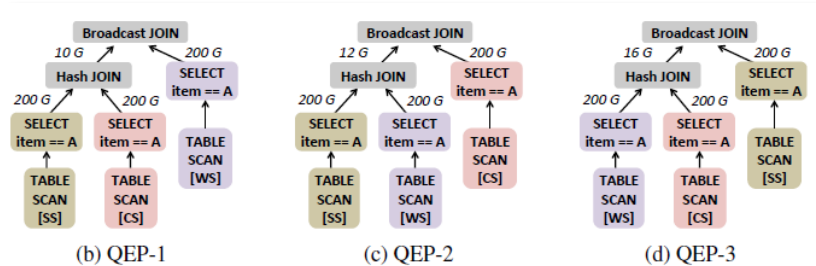 Broadcast JOIN
10 G
200 G
Hash JOIN
SELECT
item == A
200 G
200 G
SELECT
item == A
SELECT
item == A
TABLE
SCAN
[WS]
TABLE
SCAN
[SS]
TABLE
SCAN
[CS]
(b) QEP-1
Broadcast JOIN
12 G
200 G
Hash JOIN
SELECT
item == A
200 G
200 G
SELECT
item == A
SELECT
item == A
TABLE
SCAN
[CS]
TABLE
SCAN
[SS]
TABLE
SCAN
[WS]
(c) QEP-2
Broadcast JOIN
16 G
200 G
Hash JOIN
SELECT
item == A
200 G
200 G
SELECT
item == A
SELECT
item == A
TABLE
SCAN
[SS]
TABLE
SCAN
[WS]
TABLE
SCAN
[CS]
(d) QEP-3